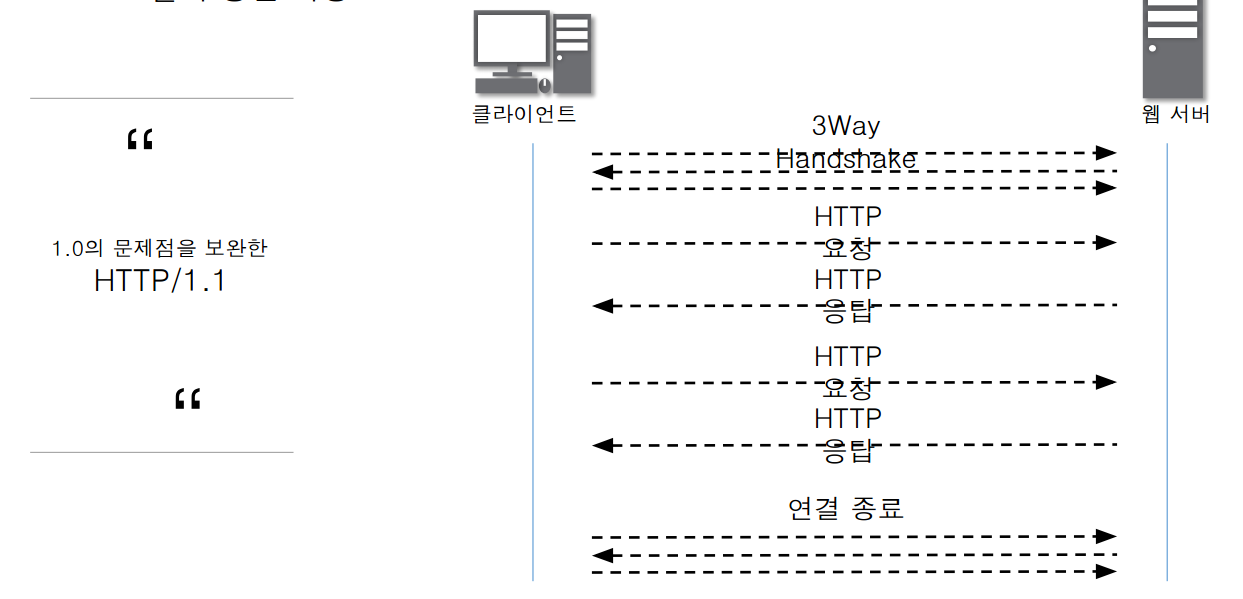 클라이언트
웹 서버
“
1.0의 문제점을 보완한
HTTP/1.1
“
3Way
Handshake
HTTP
요청
HTTP
응답
HTTP
요청
HTTP
응답
연결 종료